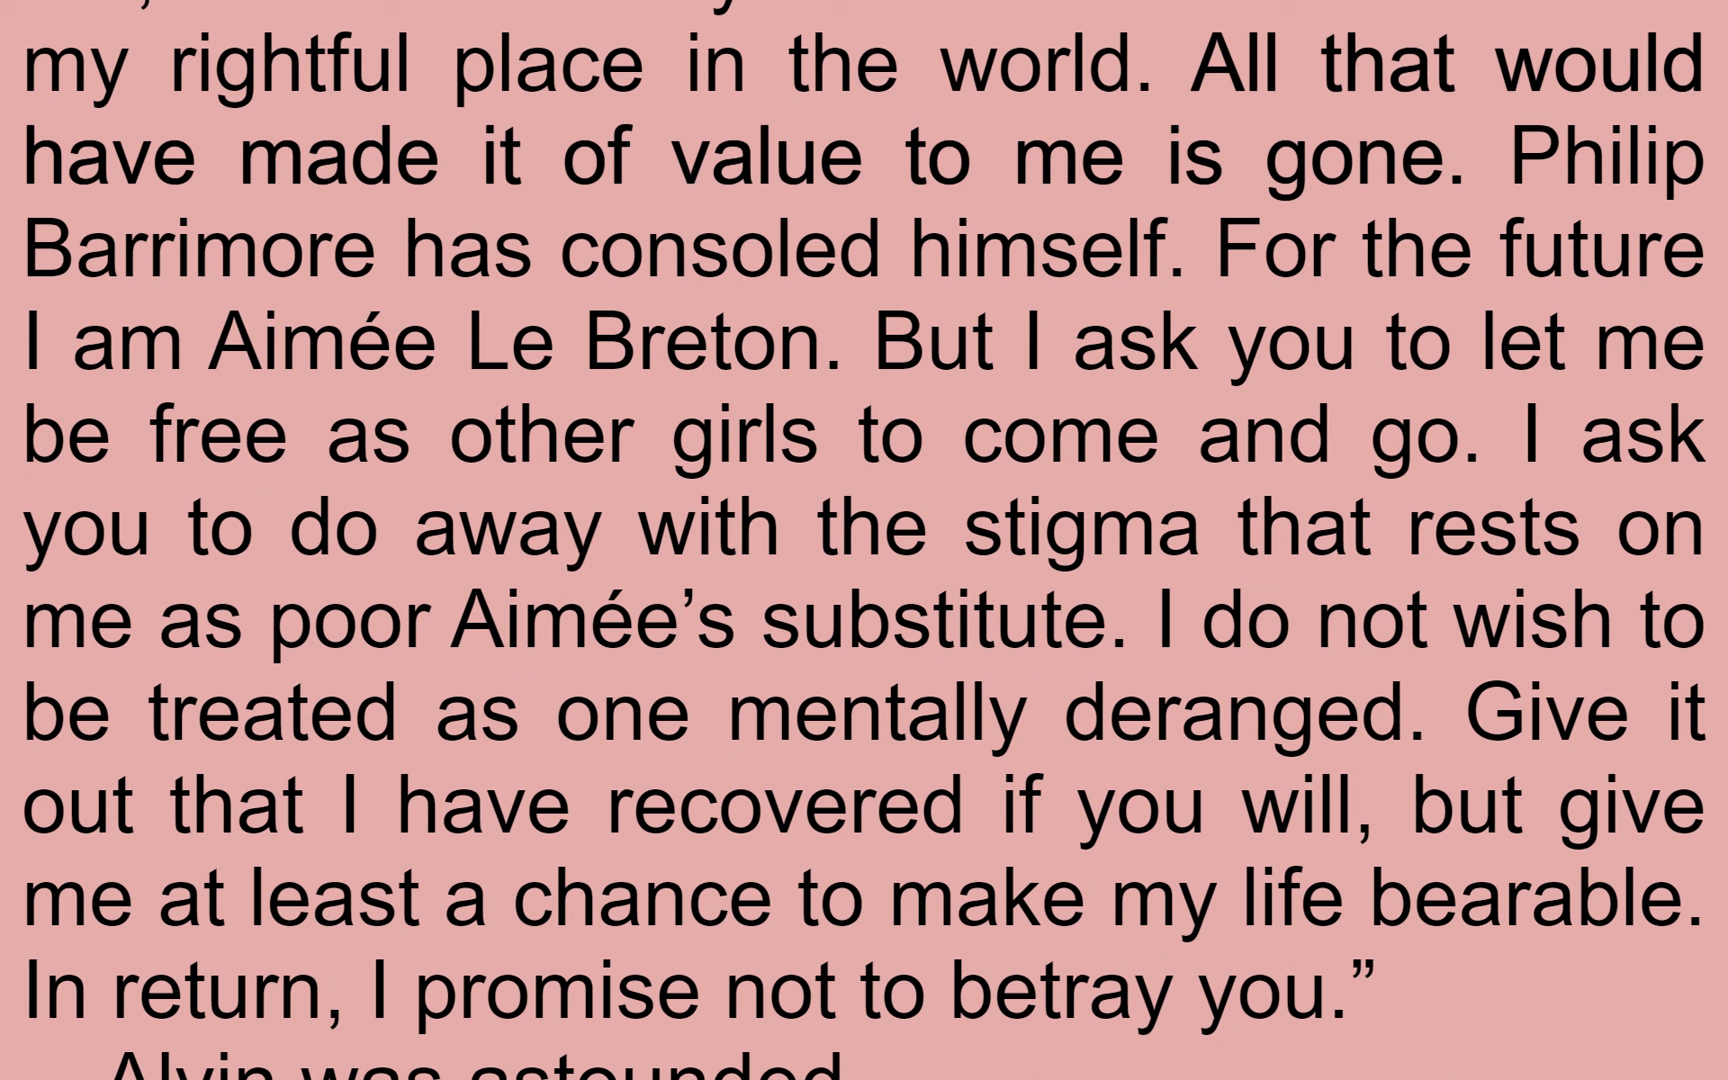 my rightful place in the world. All that would
have made it of value to me is gone. Philip
Barrimore has consoled himself. For the future
I am Aimée Le Breton. But I ask you to let me
be free as other girls to come and go. I ask
you to do away with the stigma that rests on
me as poor Aimée’s substitute. I do not wish to
be treated as one mentally deranged. Give it
out that I have recovered if you will, but give
me at least a chance to make my life bearable.
In return, I promise not to betray you.”
Alvin was astounded